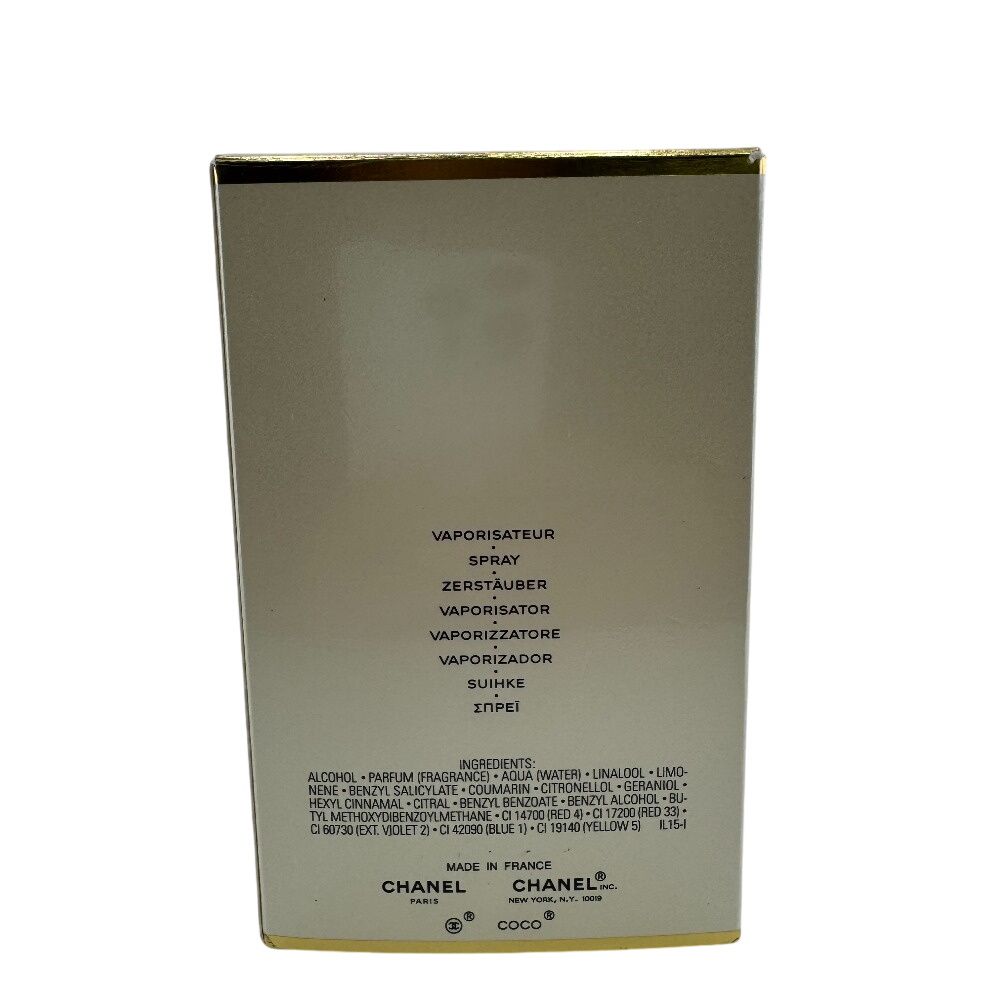 VAPORISATEUR
•
SPRAY
•
ZERSTÄUBER
•
VAPORISATOR
•
VAPORIZZATORE
•
VAPORIZADOR
•
SUIHKE
•
ΣΠΡΕΪ
INGREDIENTS:
ALCOHOL • PARFUM (FRAGRANCE) • AQUA (WATER) • LINALOOL • LIMO-
NENE • BENZYL SALICYLATE • COUMARIN • CITRONELLOL • GERANIOL •
HEXYL CINNAMAL • CITRAL • BENZYL BENZOATE • BENZYL ALCOHOL • BU-
TYL METHOXYDIBENZOYLMETHANE • CI 14700 (RED 4) • CI 17200 (RED 33) •
CI 60730 (EXT. VIOLET 2) • CI 42090 (BLUE 1) • CI 19140 (YELLOW 5) IL15-I
MADE IN FRANCE
CHANEL CHANEL® INC.
PARIS NEW YORK, N.Y. 10019
® COCO®